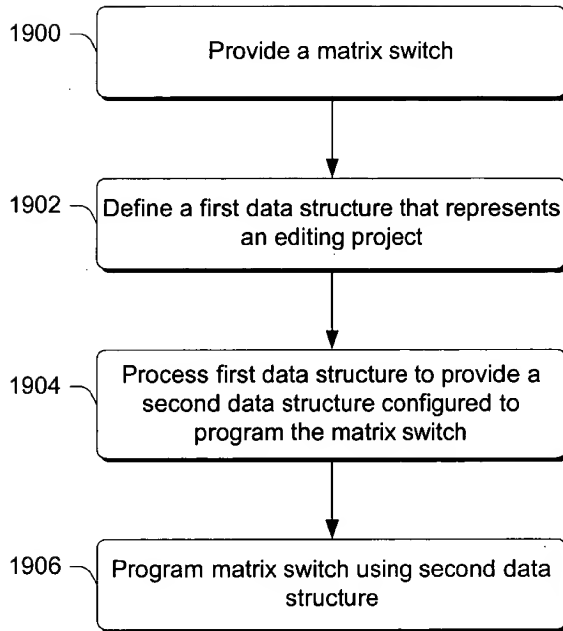 1900
Provide a matrix switch
1902
Define a first data structure that represents
an editing project
1904
Process first data structure to provide a
second data structure configured to
program the matrix switch
1906
Program matrix switch using second data
structure